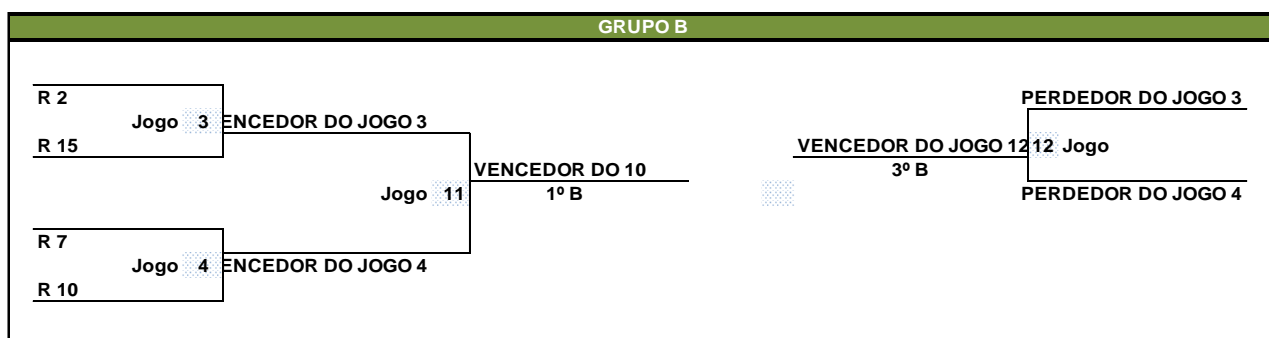 GRUPO B
R 2
PERDEDOR DO JOGO 3
Jogo 3 ENCEDOR DO JOGO 3
R 15
VENCEDOR DO JOGO 12 12 Jogo
VENCEDOR DO 10
3º B
Jogo 11 1º B
PERDEDOR DO JOGO 4
R 7
Jogo 4 ENCEDOR DO JOGO 4
R 10